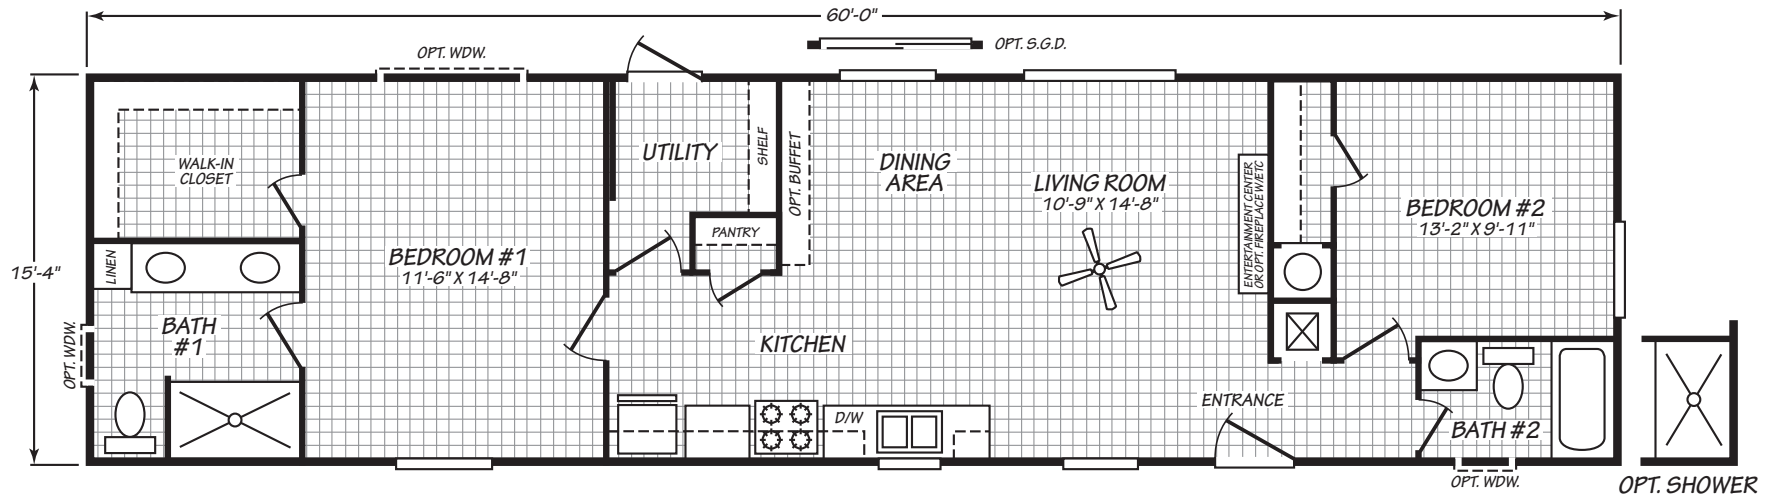 60'-0"
OPT. S.G.D.
OPT. WDW.
15'-4"
WALK-IN
CLOSET
LINEN
BATH
#1
OPT. WDW.
BEDROOM #1
11'-6" X 14'-8"
UTILITY
SHELF
PANTRY
OPT. BUFFET
DINING
AREA
LIVING ROOM
10'-9" X 14'-8"
KITCHEN
D/W
ENTERTAINMENT CENTER
OR OPT. FIREPLACE W/ETC
BEDROOM #2
13'-2" X 9'-11"
ENTRANCE
BATH #2
OPT. WDW.
OPT. SHOWER